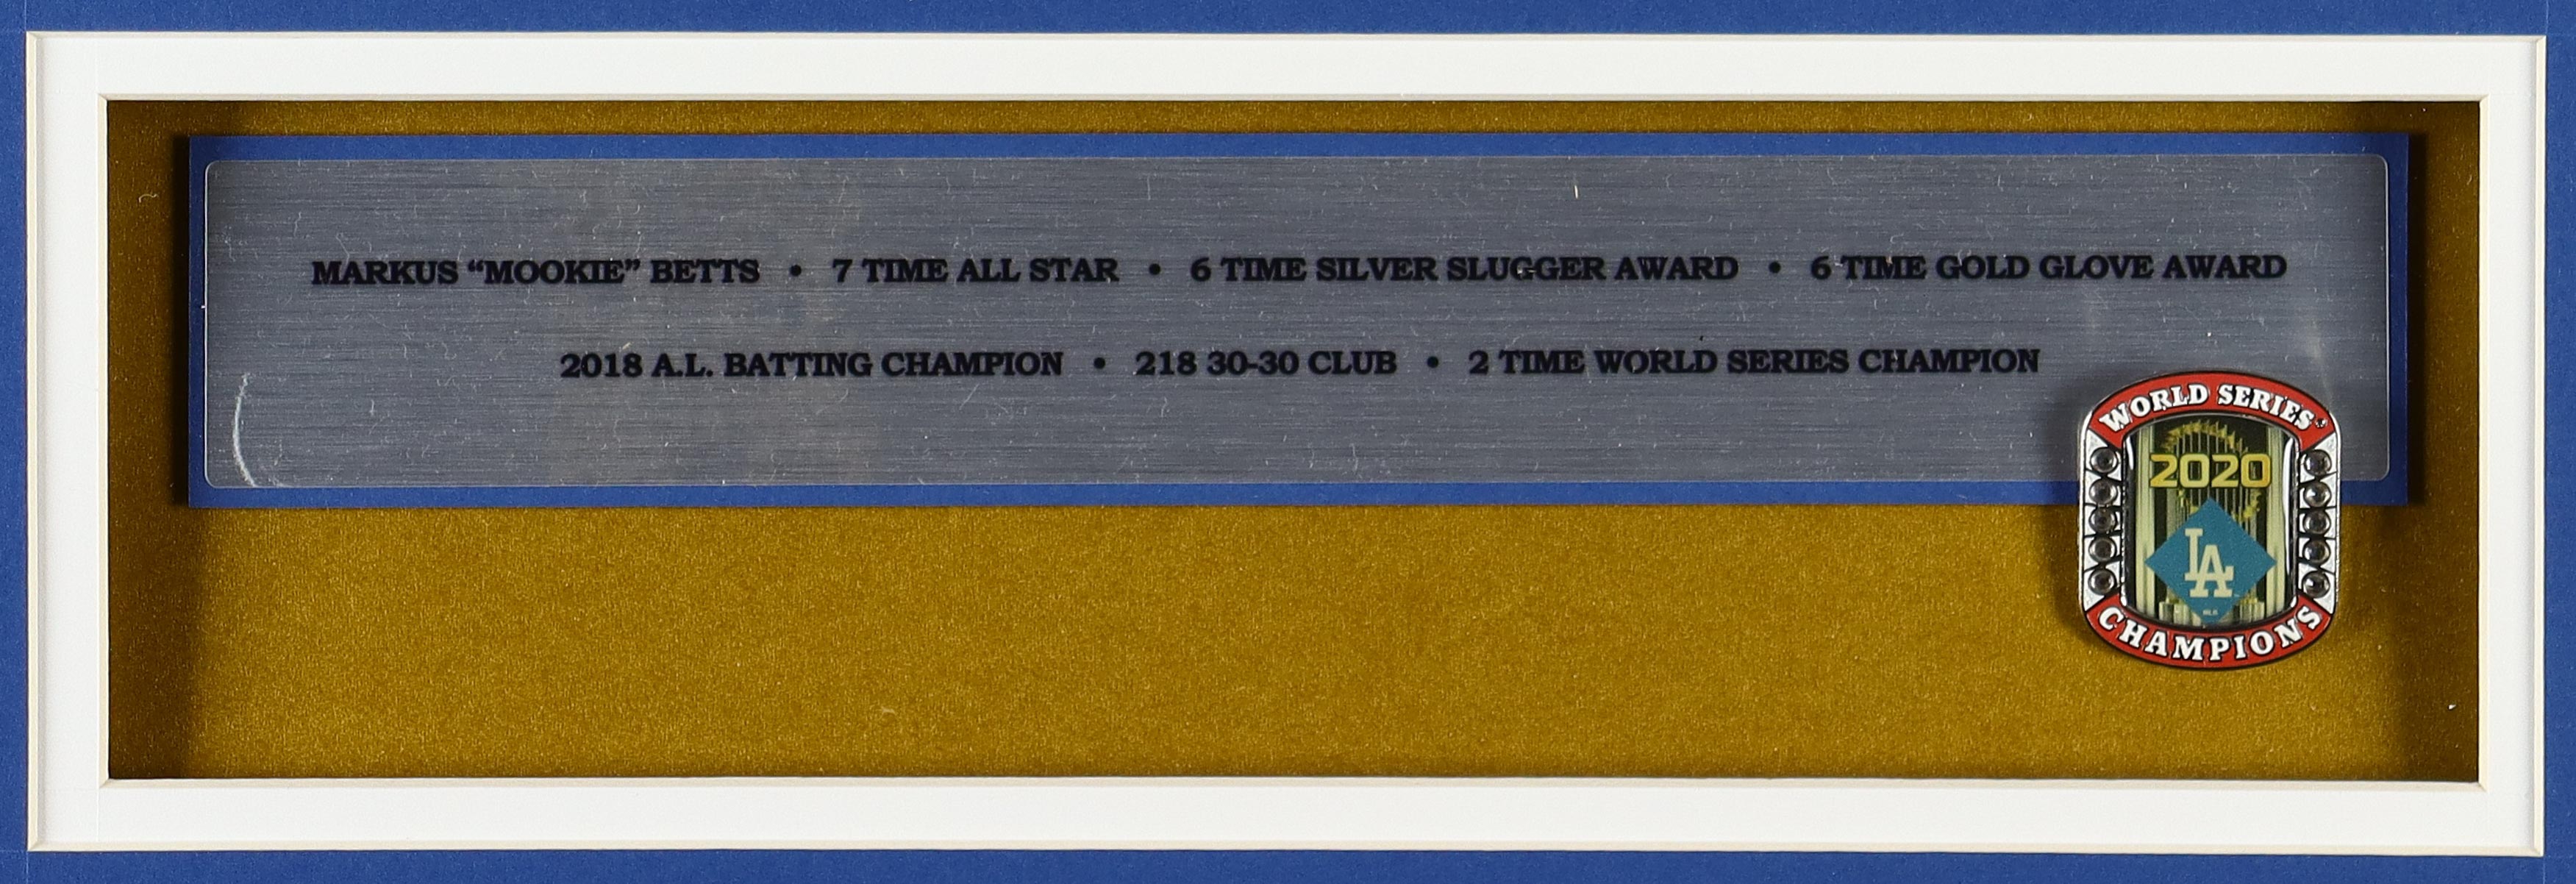 MARKUS “MOOKIE” BETTS • 7 TIME ALL STAR • 6 TIME SILVER SLUGGER AWARD • 6 TIME GOLD GLOVE AWARD
2018 A.L. BATTING CHAMPION • 218 30-30 CLUB • 2 TIME WORLD SERIES CHAMPION
WORLD SERIES
2020
LA
CHAMPIONS